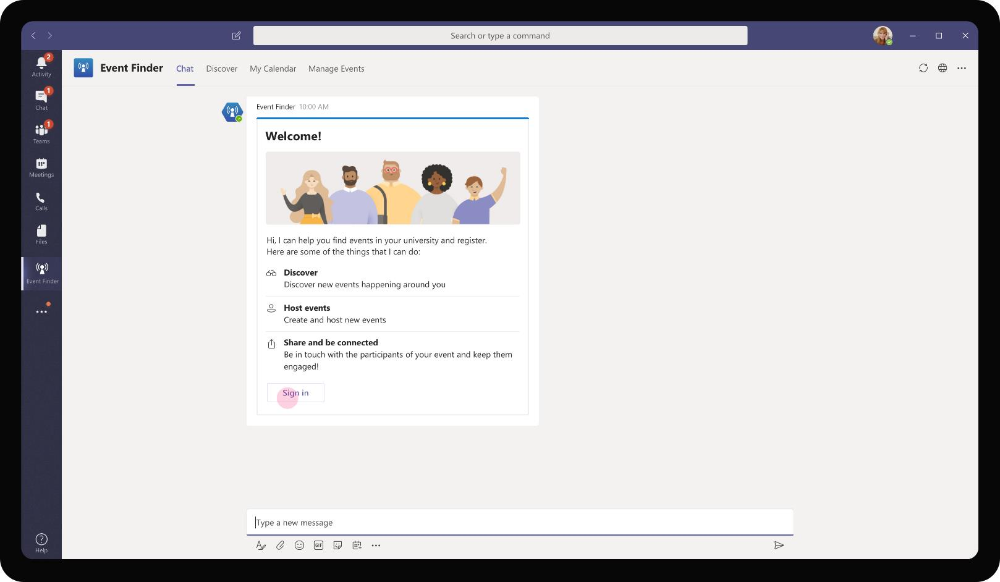 Search or type a command
2
Activity
1
Chat
1
Teams
Meetings
Calls
Files
Event Finder
Help
Event Finder
Chat
Discover
My Calendar
Manage Events
Event Finder 10:00 AM
Welcome!
Hi, I can help you find events in your university and register.
Here are some of the things that I can do:
Discover
Discover new events happening around you
Host events
Create and host new events
Share and be connected
Be in touch with the participants of your event and keep them
engaged!
Sign in
Type a new message
GIF